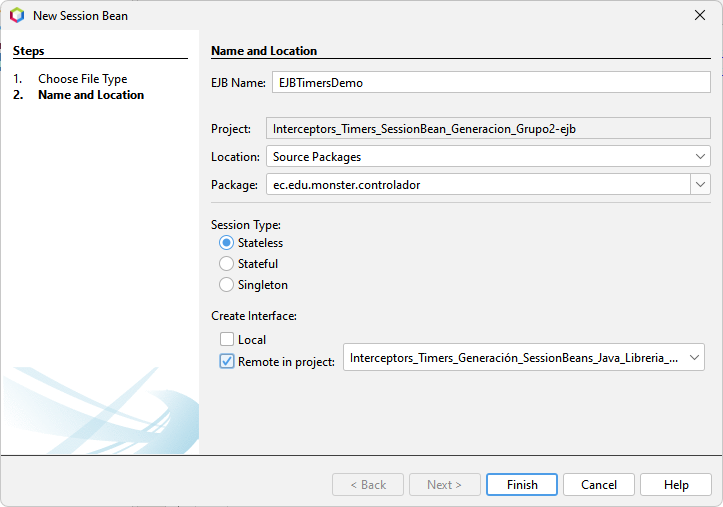 New Session Bean
Steps
1. Choose File Type
2. Name and Location
Name and Location
EJB Name: EJBTimersDemo
Project: Interceptors_Timers_SessionBean_Generacion_Grupo2-ejb
Location: Source Packages
Package: ec.edu.monster.controlador
Session Type:
Stateless
Stateful
Singleton
Create Interface:
Local
Remote in project: Interceptors_Timers_Generación_SessionBeans_Java_Libreria_...
< Back Next > Finish Cancel Help